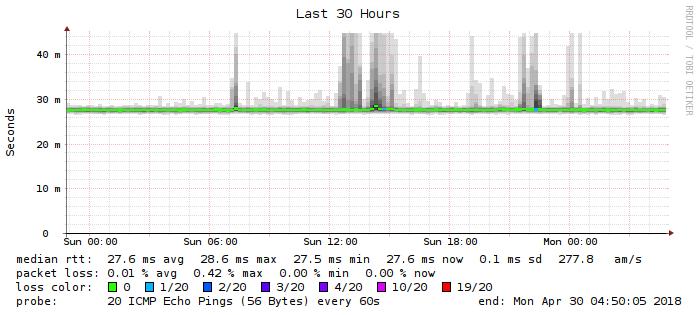 Last 30 Hours
RRDTOOL / TOBI OETIKER
Seconds
40 m
30 m
20 m
10 m
0
Sun 00:00 Sun 06:00 Sun 12:00 Sun 18:00 Mon 00:00
median rtt: 27.6 ms avg 28.6 ms max 27.5 ms min 27.6 ms now 0.1 ms sd 277.8 am/s
packet loss: 0.01 % avg 0.42 % max 0.00 % min 0.00 % now
loss color: 0 1/20 2/20 3/20 4/20 10/20 19/20
probe: 20 ICMP Echo Pings (56 Bytes) every 60s end: Mon Apr 30 04:50:05 2018